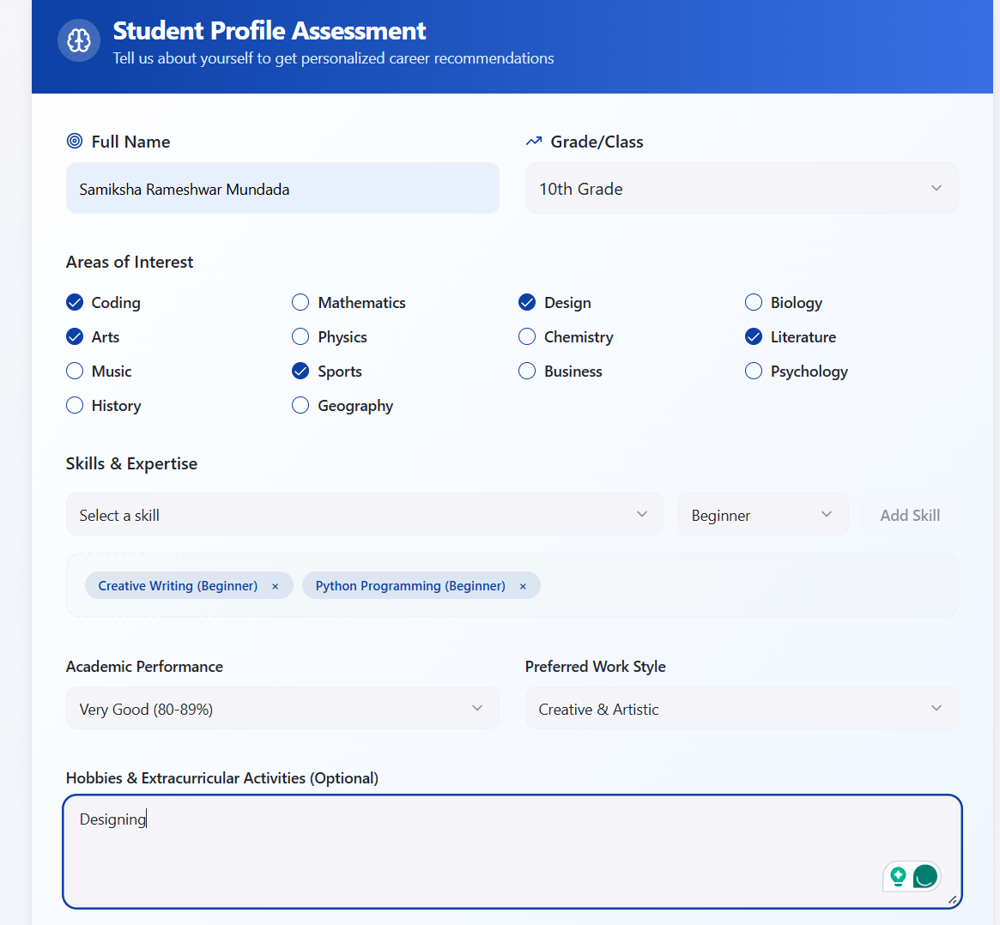 Student Profile Assessment
Tell us about yourself to get personalized career recommendations
Full Name
Grade/Class
Samiksha Rameshwar Mundada
10th Grade
Areas of Interest
Coding
Mathematics
Design
Biology
Arts
Physics
Chemistry
Literature
Music
Sports
Business
Psychology
History
Geography
Skills & Expertise
Select a skill
Beginner
Add Skill
Creative Writing (Beginner) ×
Python Programming (Beginner) ×
Academic Performance
Preferred Work Style
Very Good (80-89%)
Creative & Artistic
Hobbies & Extracurricular Activities (Optional)
Designing